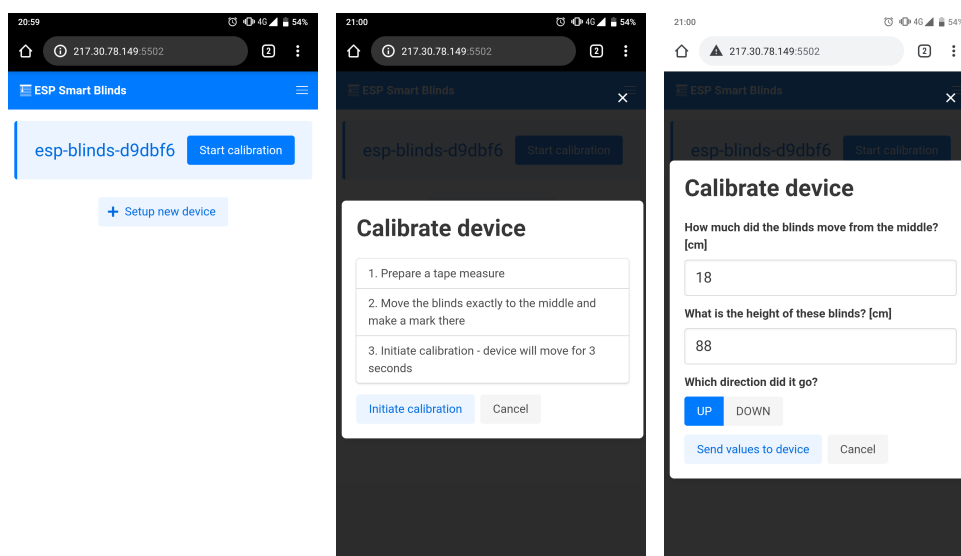 20:59
4G 54%
217.30.78.149:5502
2
ESP Smart Blinds
esp-blinds-d9dbf6
Start calibration
+ Setup new device
21:00
4G 54%
217.30.78.149:5502
2
ESP Smart Blinds
esp-blinds-d9dbf6
Start calibration
Calibrate device
1. Prepare a tape measure
2. Move the blinds exactly to the middle and
make a mark there
3. Initiate calibration - device will move for 3
seconds
Initiate calibration
Cancel
21:00
4G 54%
217.30.78.149:5502
2
ESP Smart Blinds
esp-blinds-d9dbf6
Start calibration
Calibrate device
How much did the blinds move from the middle?
[cm]
18
What is the height of these blinds? [cm]
88
Which direction did it go?
UP DOWN
Send values to device
Cancel